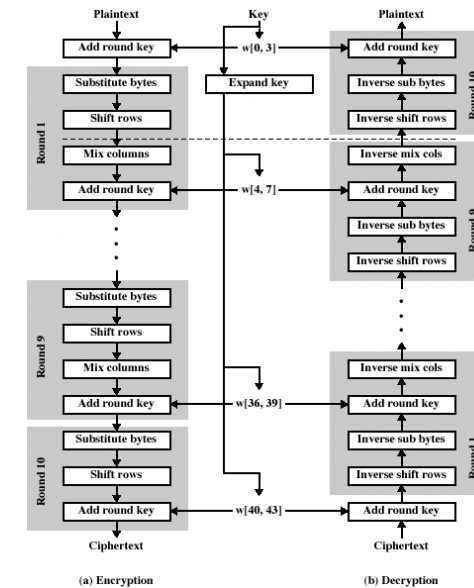 Plaintext
Key
Plaintext
Add round key
w[0, 3]
Add round key
Substitute bytes
Expand key
Inverse sub bytes
Round 10
Shift rows
Inverse shift rows
Round 1
Mix columns
Inverse mix cols
Add round key
w[4, 7]
Add round key
Round 9
Inverse sub bytes
Inverse shift rows
Substitute bytes
Shift rows
Round 9
Mix columns
Inverse mix cols
Add round key
w[36, 39]
Add round key
Substitute bytes
Inverse sub bytes
Round 1
Round 10
Shift rows
Inverse shift rows
Add round key
w[40, 43]
Add round key
Ciphertext
Ciphertext
(a) Encryption
(b) Decryption